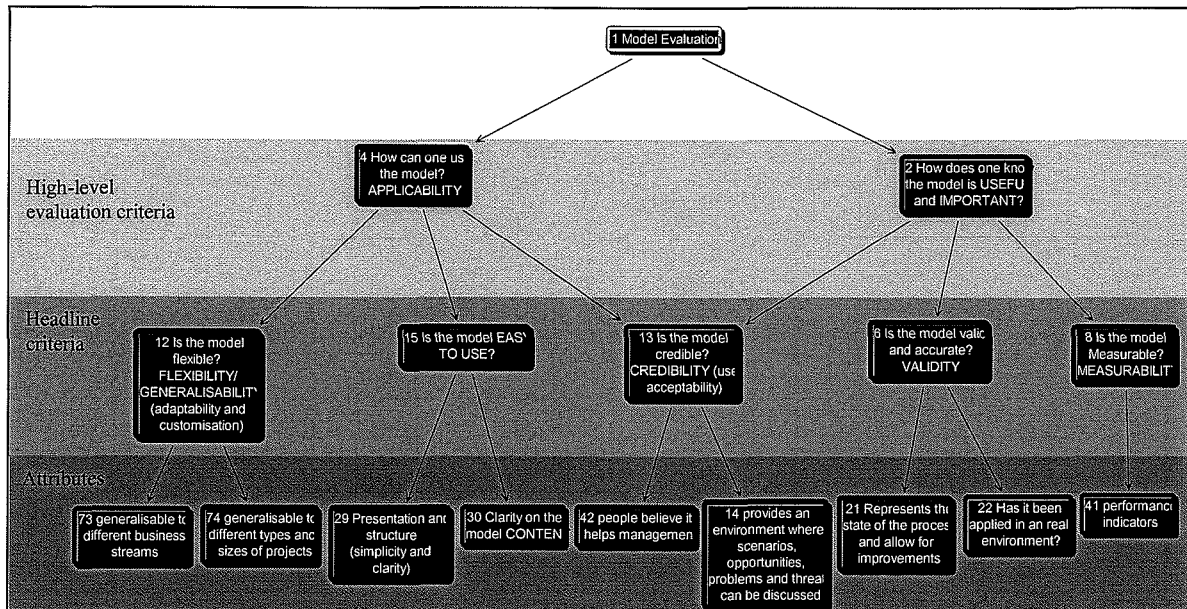 1 Model Evaluation
High-level
evaluation criteria
4 How can one us
the model?
APPLICABILITY
2 How does one kno
the model is USEFU
and IMPORTANT?
Headline
criteria
12 Is the model
flexible?
FLEXIBILITY/
GENERALISABILIT
(adaptability and
customisation)
15 Is the model EAS
TO USE?
13 Is the model
credible?
CREDIBILITY (use
acceptability)
6 Is the model valid
and accurate?
VALIDITY
8 Is the model
Measurable?
MEASURABILIT
Attributes
73 generalisable to
different business
streams
74 generalisable to
different types and
sizes of projects
29 Presentation and
structure
(simplicity and
clarity)
30 Clarity on the
model CONTEN
42 people believe it
helps managemen
14 provides an
environment where
scenarios,
opportunities,
problems and threat
can be discussed
21 Represents the
state of the proces
and allow for
improvements
22 Has it been
applied in an real
environment?
41 performanc
indicators